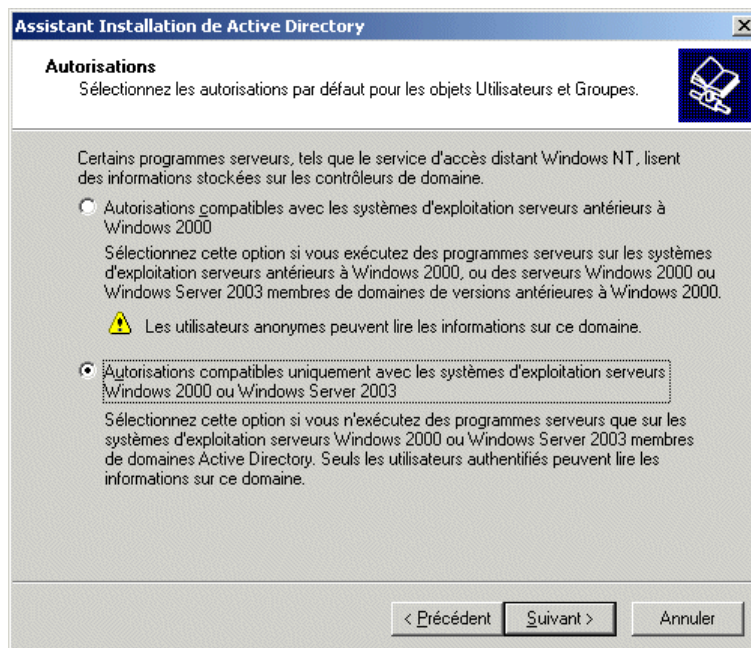 Assistant Installation de Active Directory
Autorisations
Sélectionnez les autorisations par défaut pour les objets Utilisateurs et Groupes.
Certains programmes serveurs, tels que le service d'accès distant Windows NT, lisent
des informations stockées sur les contrôleurs de domaine.
Autorisations compatibles avec les systèmes d'exploitation serveurs antérieurs à
Windows 2000
Sélectionnez cette option si vous exécutez des programmes serveurs sur les systèmes
d'exploitation serveurs antérieurs à Windows 2000, ou des serveurs Windows 2000 ou
Windows Server 2003 membres de domaines de versions antérieures à Windows 2000.
Les utilisateurs anonymes peuvent lire les informations sur ce domaine.
Autorisations compatibles uniquement avec les systèmes d'exploitation serveurs
Windows 2000 ou Windows Server 2003
Sélectionnez cette option si vous n'exécutez des programmes serveurs que sur les
systèmes d'exploitation serveurs Windows 2000 ou Windows Server 2003 membres
de domaines Active Directory. Seuls les utilisateurs authentifiés peuvent lire les
informations sur ce domaine.
< Précédent Suivant > Annuler